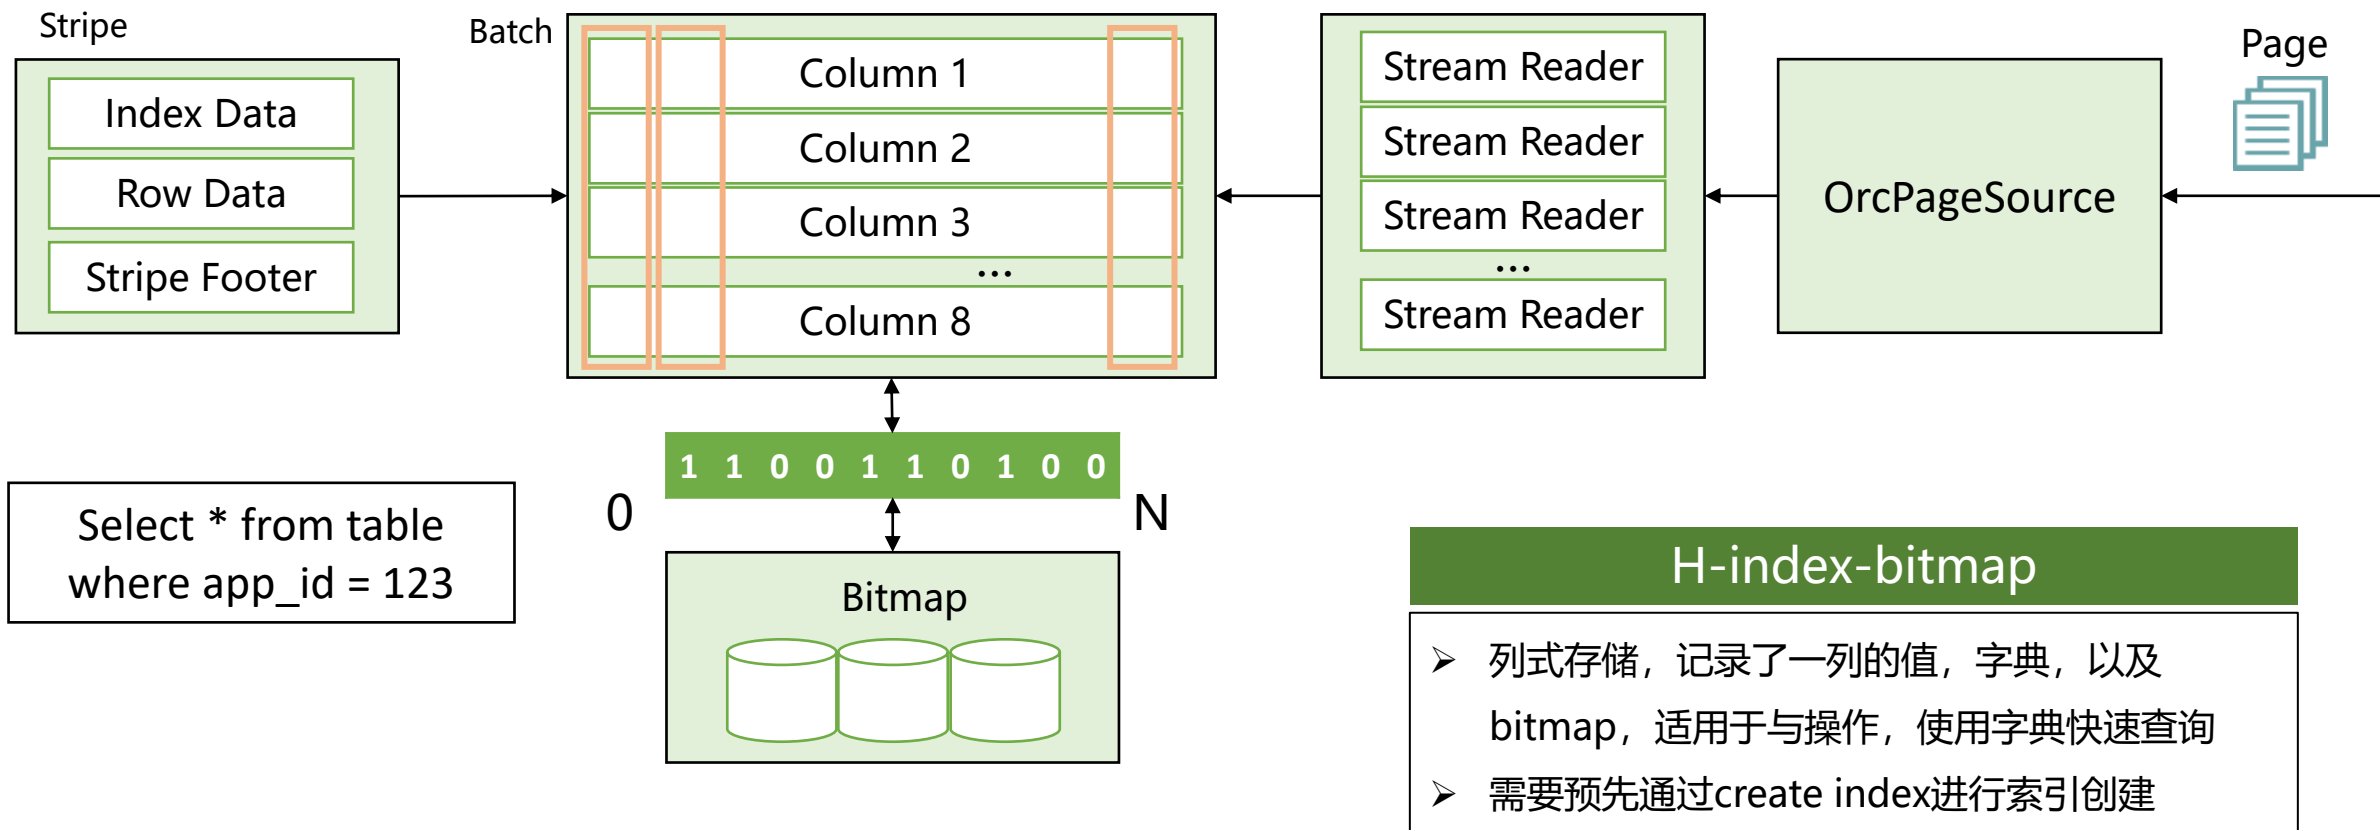 Stripe
Index Data
Row Data
Stripe Footer
Batch
Column 1
Column 2
Column 3
...
Column 8
Stream Reader
Stream Reader
Stream Reader
...
Stream Reader
OrcPageSource
Page
1 1 0 0 1 1 0 1 0 0
0
N
Bitmap
Select * from table
where app_id = 123
H-index-bitmap
➢ 列式存储，记录了一列的值，字典，以及
bitmap，适用于与操作，使用字典快速查询
➢ 需要预先通过create index进行索引创建